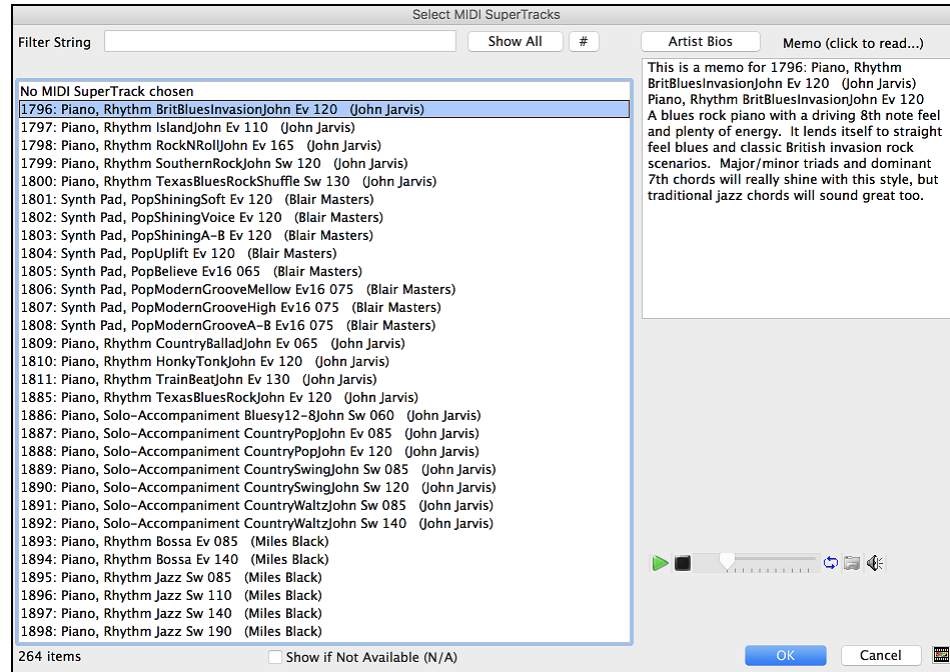 Select MIDI SuperTracks
Filter String
Show All
#
Artist Bios
Memo (click to read...)
No MIDI SuperTrack chosen
1796: Piano, Rhythm BritBluesInvasionJohn Ev 120 (John Jarvis)
1797: Piano, Rhythm IslandJohn Ev 110 (John Jarvis)
1798: Piano, Rhythm RockNRollJohn Ev 165 (John Jarvis)
1799: Piano, Rhythm SouthernRockJohn Sw 120 (John Jarvis)
1800: Piano, Rhythm TexasBluesRockShuffle Sw 130 (John Jarvis)
1801: Synth Pad, PopShiningSoft Ev 120 (Blair Masters)
1802: Synth Pad, PopShiningVoice Ev 120 (Blair Masters)
1803: Synth Pad, PopShiningA-B Ev 120 (Blair Masters)
1804: Synth Pad, PopUplift Ev 120 (Blair Masters)
1805: Synth Pad, PopBelieve Ev16 065 (Blair Masters)
1806: Synth Pad, PopModernGrooveMellow Ev16 075 (Blair Masters)
1807: Synth Pad, PopModernGrooveHigh Ev16 075 (Blair Masters)
1808: Synth Pad, PopModernGrooveA-B Ev16 075 (Blair Masters)
1809: Piano, Rhythm CountryBalladJohn Ev 065 (John Jarvis)
1810: Piano, Rhythm HonkyTonkJohn Ev 120 (John Jarvis)
1811: Piano, Rhythm TrainBeatJohn Ev 130 (John Jarvis)
1885: Piano, Rhythm TexasBluesRockJohn Ev 120 (John Jarvis)
1886: Piano, Solo-Accompaniment Bluesy12-8John Sw 060 (John Jarvis)
1887: Piano, Solo-Accompaniment CountryPopJohn Ev 085 (John Jarvis)
1888: Piano, Solo-Accompaniment CountryPopJohn Ev 120 (John Jarvis)
1889: Piano, Solo-Accompaniment CountrySwingJohn Sw 085 (John Jarvis)
1890: Piano, Solo-Accompaniment CountrySwingJohn Sw 120 (John Jarvis)
1891: Piano, Solo-Accompaniment CountryWaltzJohn Sw 085 (John Jarvis)
1892: Piano, Solo-Accompaniment CountryWaltzJohn Sw 140 (John Jarvis)
1893: Piano, Rhythm Bossa Ev 085 (Miles Black)
1894: Piano, Rhythm Bossa Ev 140 (Miles Black)
1895: Piano, Rhythm Jazz Sw 085 (Miles Black)
1896: Piano, Rhythm Jazz Sw 110 (Miles Black)
1897: Piano, Rhythm Jazz Sw 140 (Miles Black)
1898: Piano, Rhythm Jazz Sw 190 (Miles Black)
This is a memo for 1796: Piano, Rhythm
BritBluesInvasionJohn Ev 120 (John Jarvis)
Piano, Rhythm BritBluesInvasionJohn Ev 120
A blues rock piano with a driving 8th note feel
and plenty of energy. It lends itself to straight
feel blues and classic British invasion rock
scenarios. Major/minor triads and dominant
7th chords will really shine with this style, but
traditional jazz chords will sound great too.
264 items
Show if Not Available (N/A)
OK
Cancel